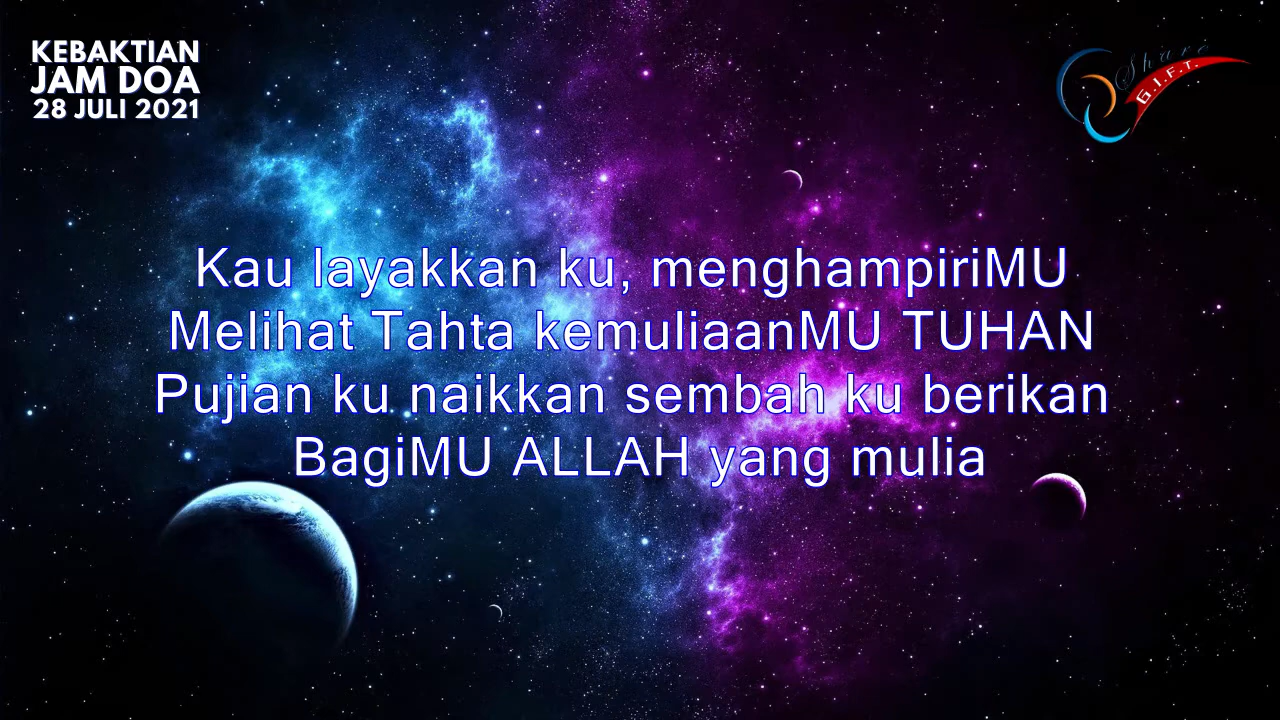 KEBAKTIAN
JAM DOA
28 JULI 2021
Share
G.I.F.T.
Kau layakkan ku, menghampiriMU
Melihat Tahta kemuliaanMU TUHAN
Pujian ku naikkan sembah ku berikan
BagiMU ALLAH yang mulia